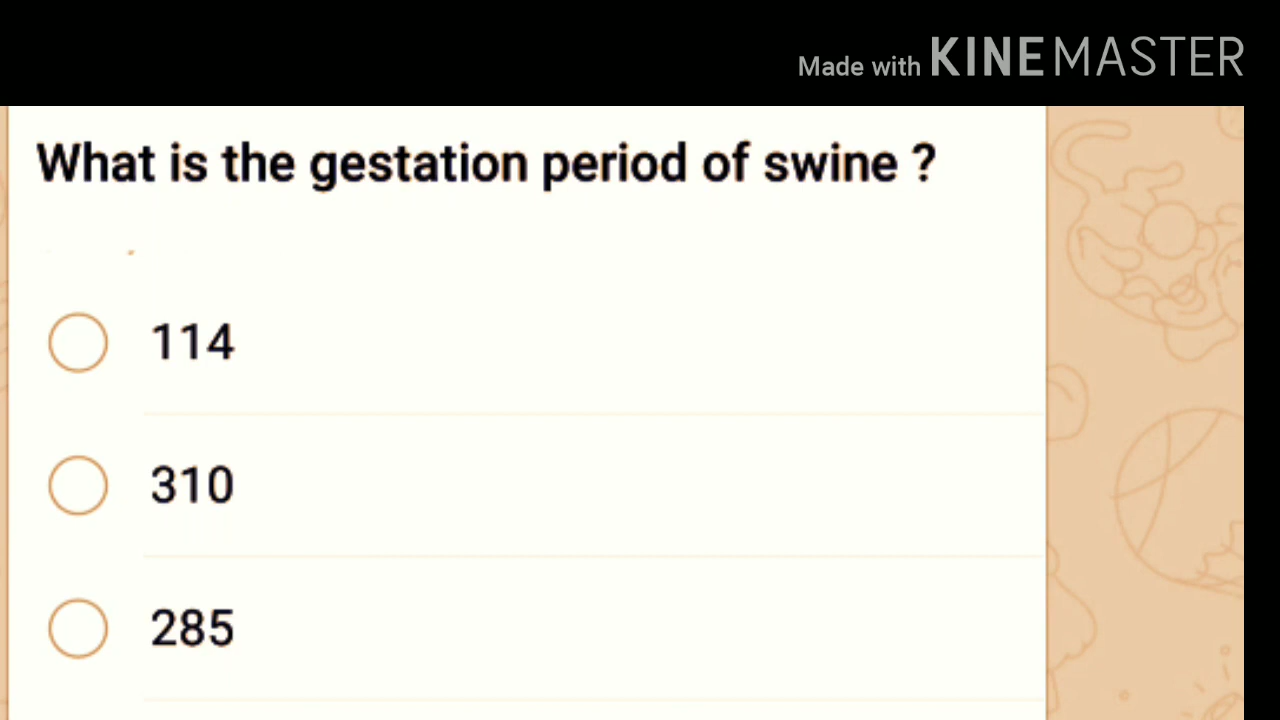 Made with KINEMASTER
What is the gestation period of swine ?
114
310
285